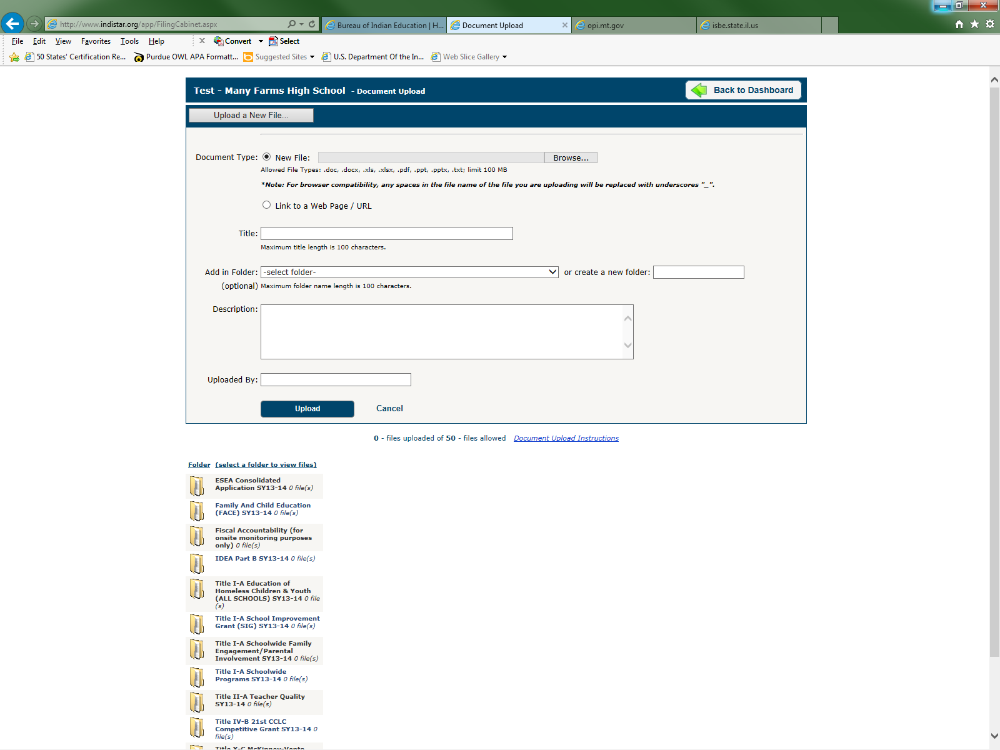 http://www.indistar.org/app/FilingCabinet.aspx
Bureau of Indian Education | H...
Document Upload
opi.mt.gov
isbe.state.il.us
File Edit View Favorites Tools Help
Convert Select
50 States' Certification Re... Purdue OWL APA Formatt... Suggested Sites U.S. Department Of the In... Web Slice Gallery
Test - Many Farms High School - Document Upload
Back to Dashboard
Upload a New File...
Document Type: New File: Browse...
Allowed File Types: .doc, .docx, .xls, .xlsx, .pdf, .ppt, .pptx, .txt; limit 100 MB
*Note: For browser compatibility, any spaces in the file name of the file you are uploading will be replaced with underscores "_".
Link to a Web Page / URL
Title:
Maximum title length is 100 characters.
Add in Folder: -select folder- or create a new folder:
(optional) Maximum folder name length is 100 characters.
Description:
Uploaded By:
Upload Cancel
0 - files uploaded of 50 - files allowed Document Upload Instructions
Folder (select a folder to view files)
ESEA Consolidated
Application SY13-14 0 file(s)
Family And Child Education
(FACE) SY13-14 0 file(s)
Fiscal Accountability (for
onsite monitoring purposes
only) 0 file(s)
IDEA Part B SY13-14 0 file(s)
Title I-A Education of
Homeless Children & Youth
(ALL SCHOOLS) SY13-14 0 file
(s)
Title I-A School Improvement
Grant (SIG) SY13-14 0 file(s)
Title I-A Schoolwide Family
Engagement/Parental
Involvement SY13-14 0 file(s)
Title I-A Schoolwide
Programs SY13-14 0 file(s)
Title II-A Teacher Quality
SY13-14 0 file(s)
Title IV-B 21st CCLC
Competitive Grant SY13-14 0
file(s)
Title X-C McKinney-Vento